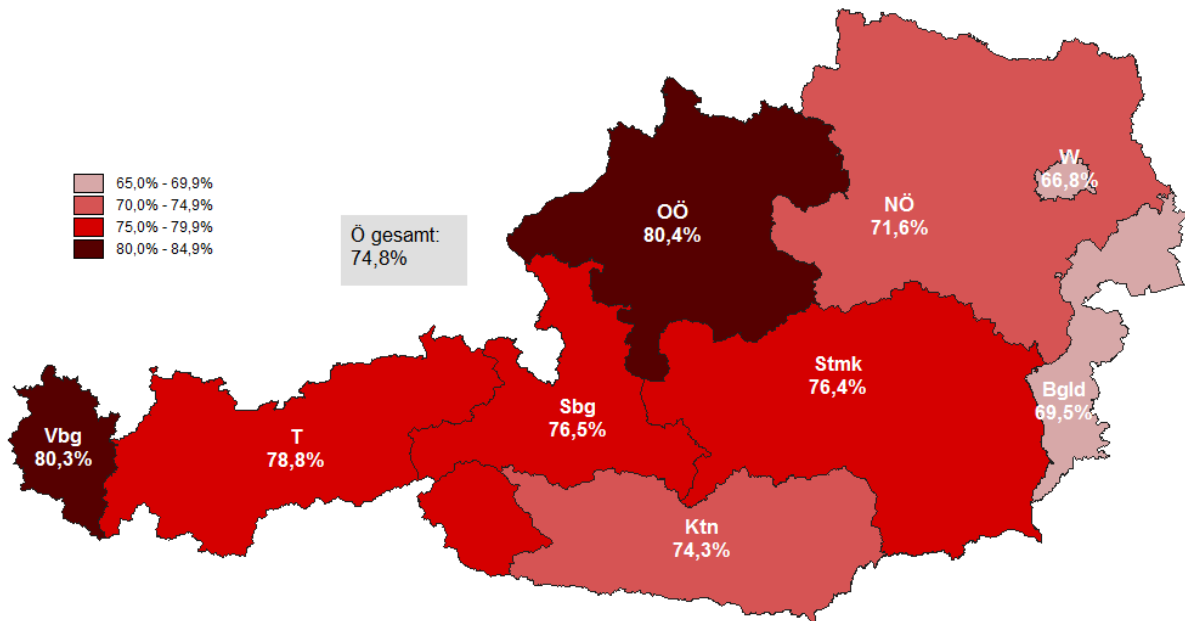 65,0% - 69,9%
70,0% - 74,9%
75,0% - 79,9%
80,0% - 84,9%
Ö gesamt:
74,8%
W
66,8%
NÖ
71,6%
OÖ
80,4%
Stmk
76,4%
Bgld
69,5%
Sbg
76,5%
Vbg
80,3%
T
78,8%
Ktn
74,3%